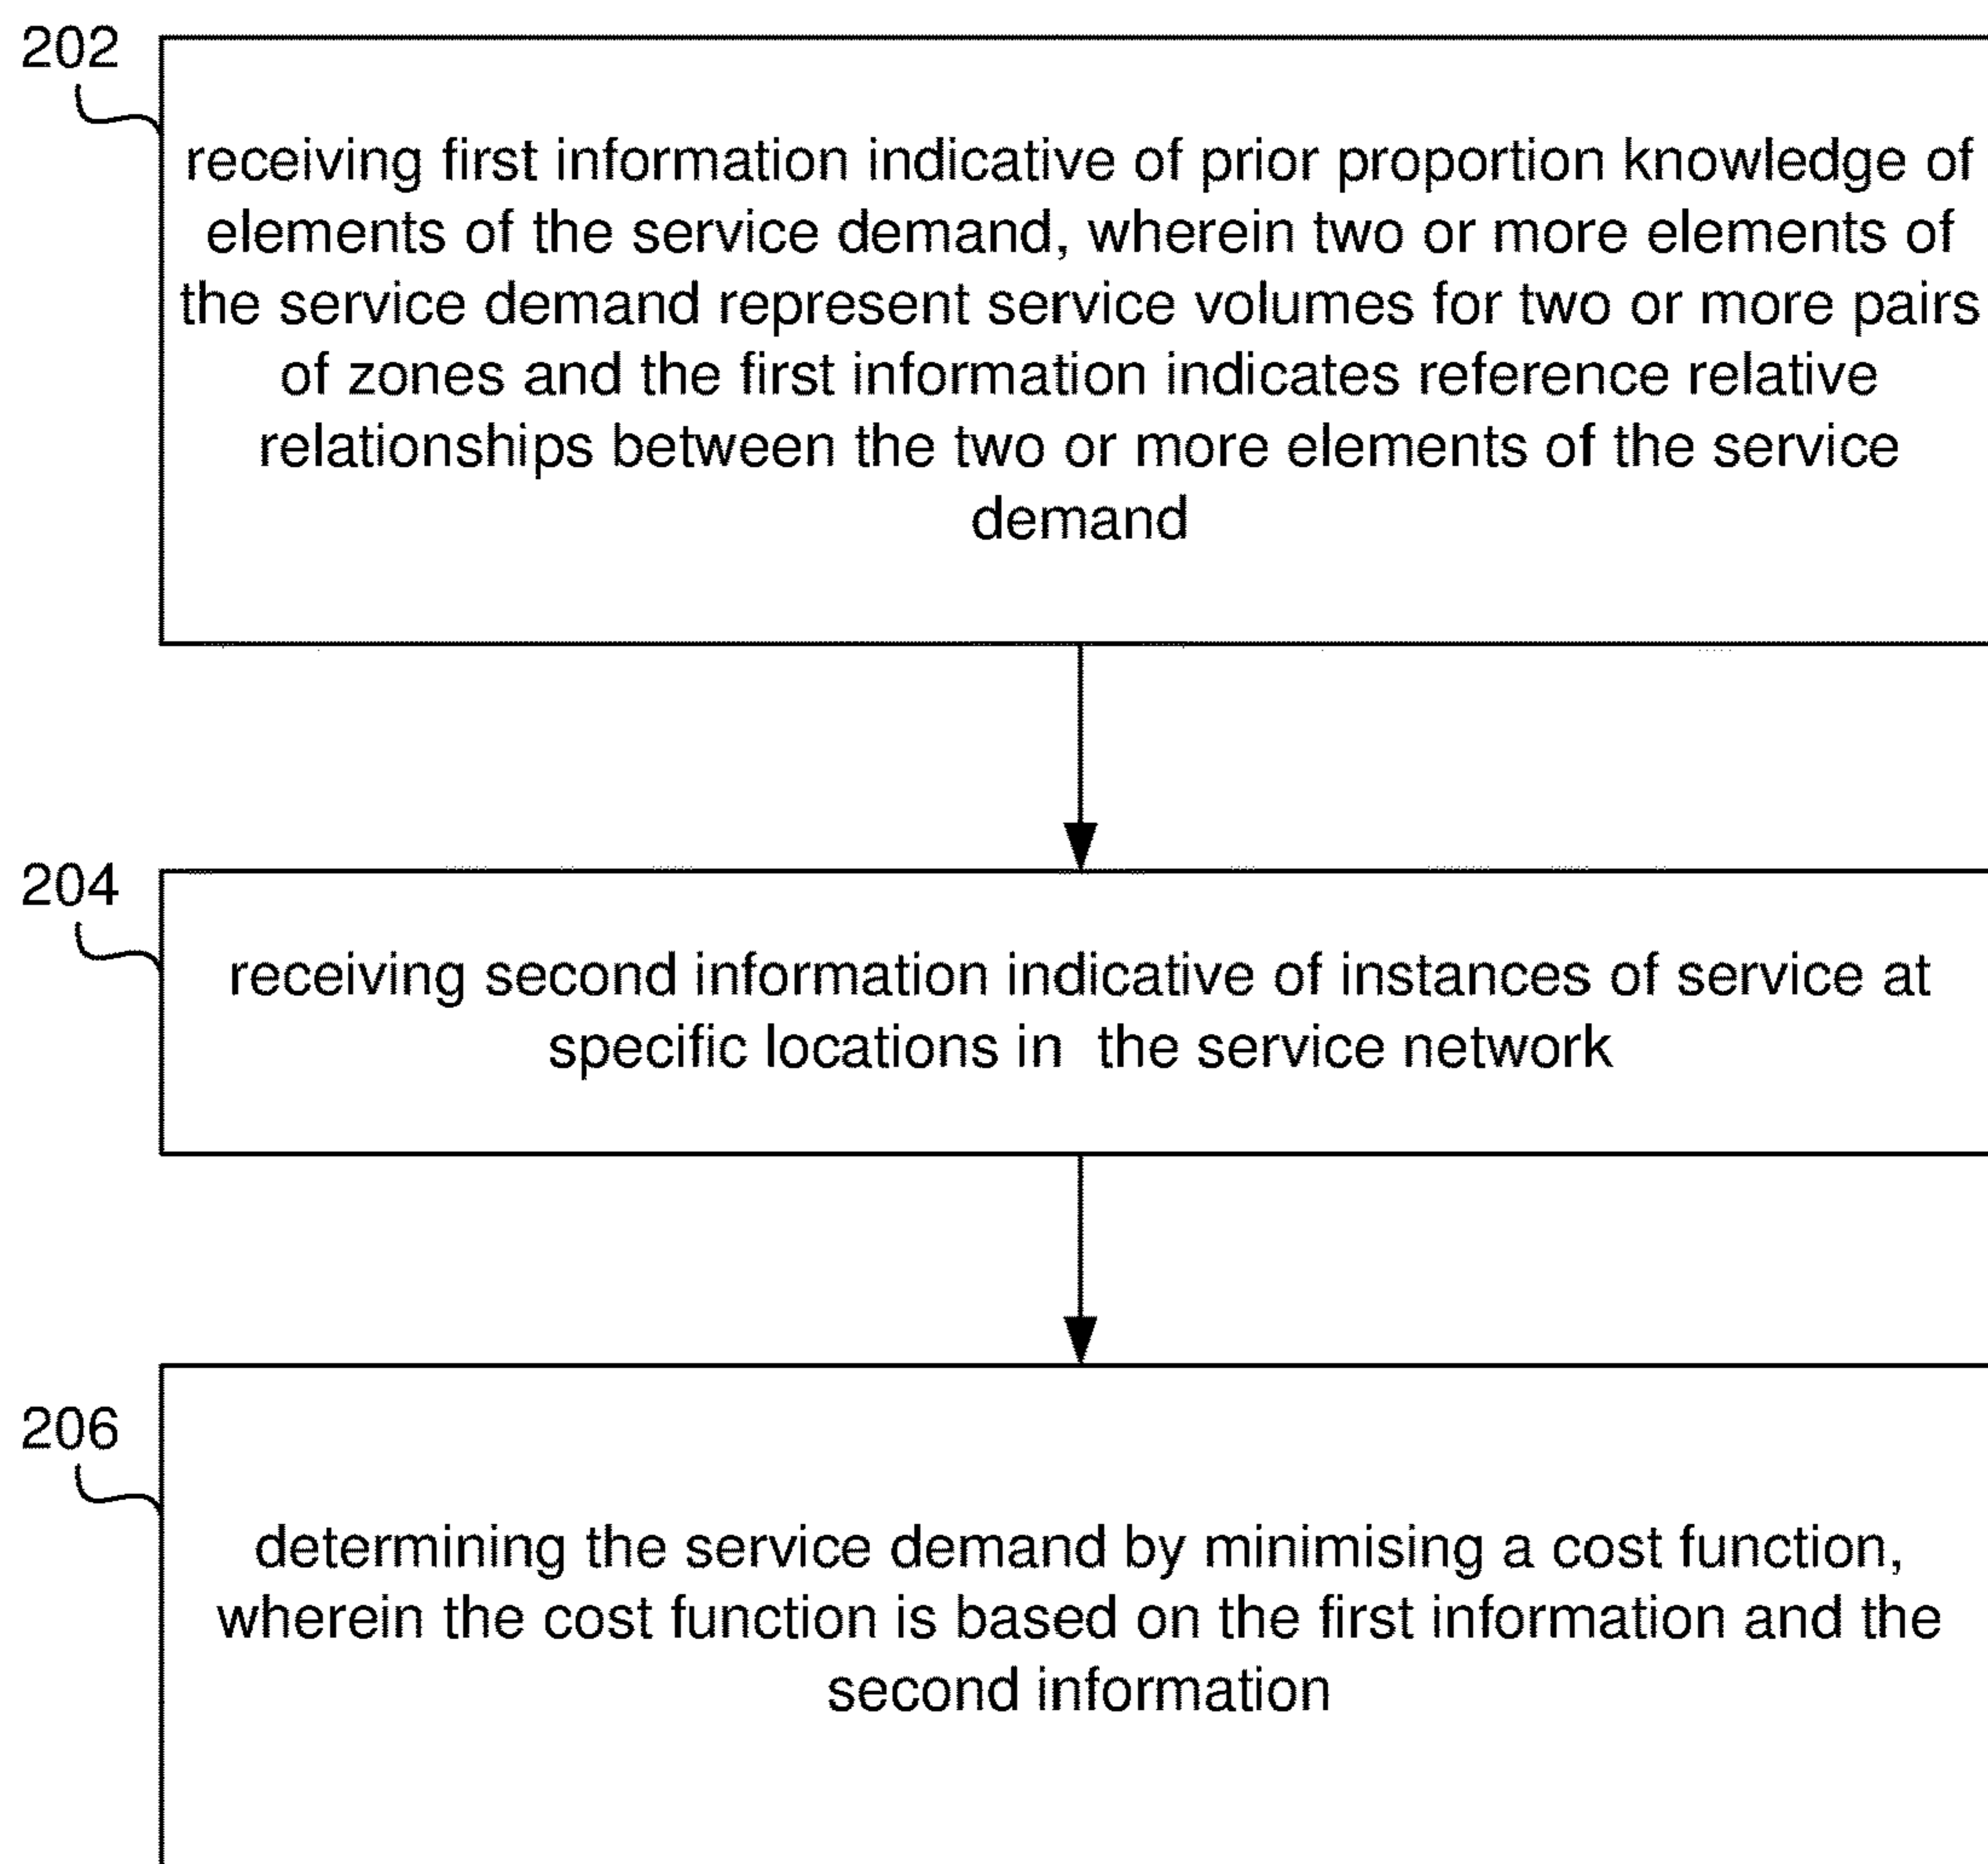 202
receiving first information indicative of prior proportion knowledge of
elements of the service demand, wherein two or more elements of
the service demand represent service volumes for two or more pairs
of zones and the first information indicates reference relative
relationships between the two or more elements of the service
demand
204
receiving second information indicative of instances of service at
specific locations in the service network
206
determining the service demand by minimising a cost function,
wherein the cost function is based on the first information and the
second information